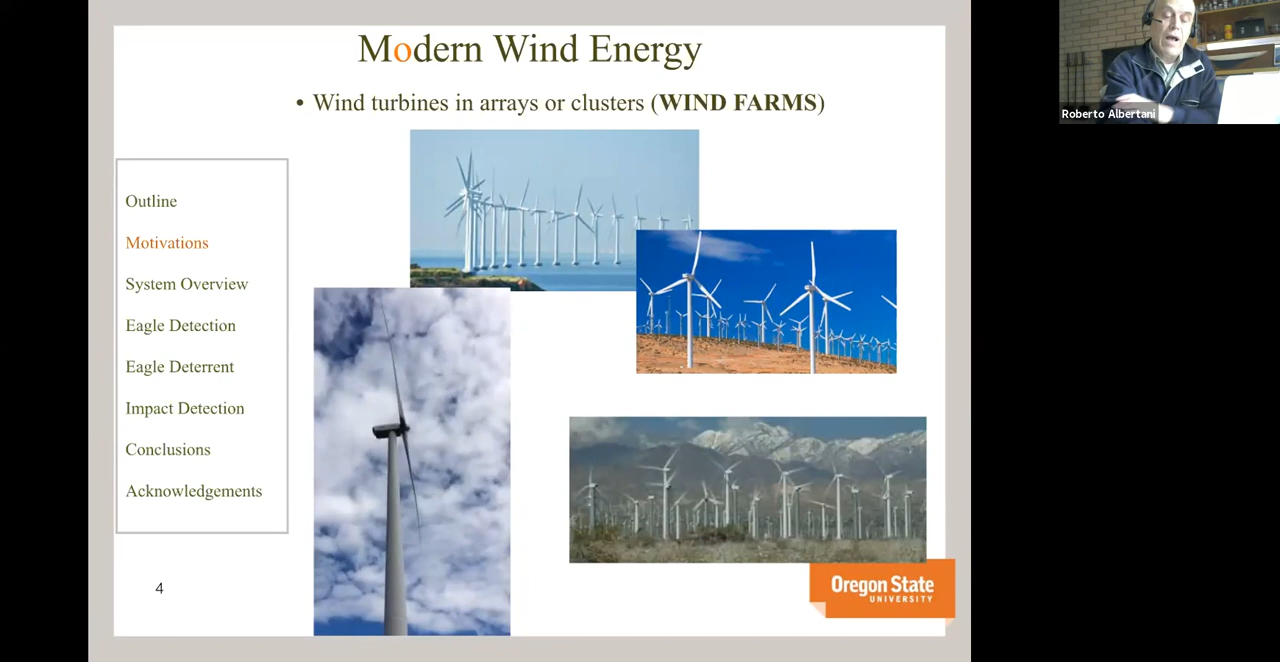 Modern Wind Energy
• Wind turbines in arrays or clusters (WIND FARMS)
Outline
Motivations
System Overview
Eagle Detection
Eagle Deterrent
Impact Detection
Conclusions
Acknowledgements
4
Oregon State
UNIVERSITY
Roberto Albertani